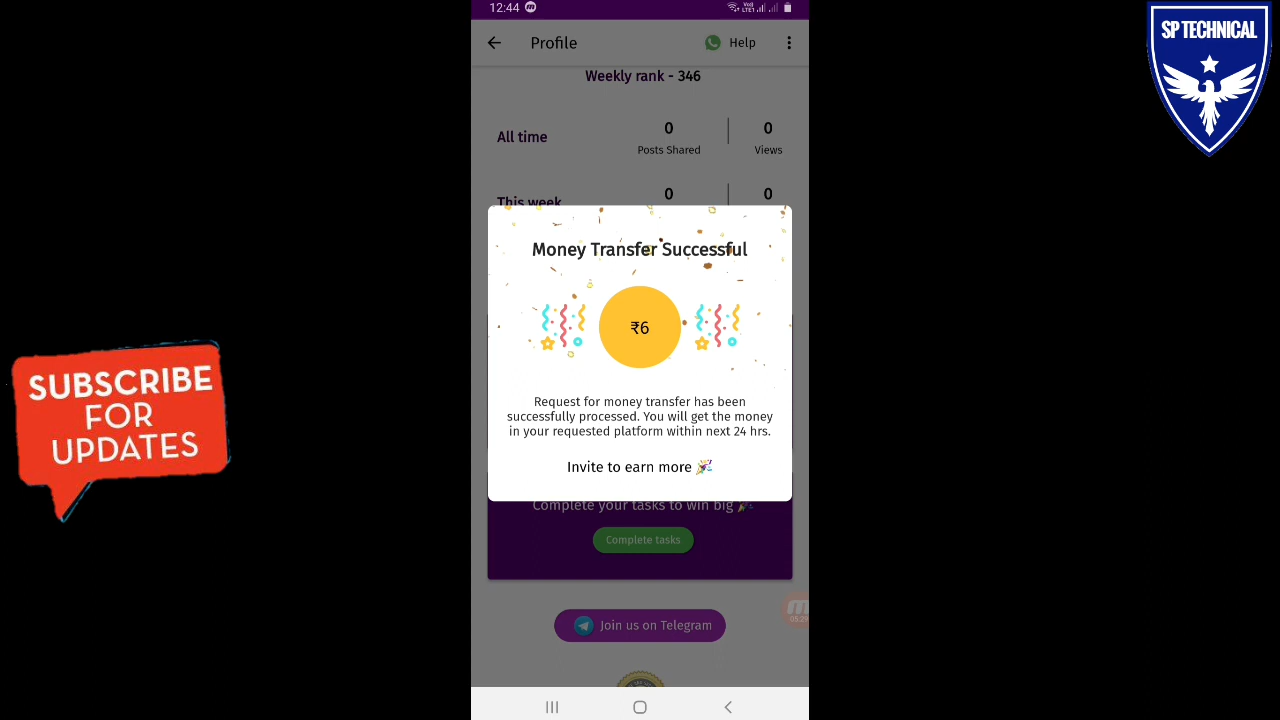 12:44
Vo))
LTE1
SP TECHNICAL
Profile
Help
Weekly rank - 346
All time
0
0
Posts Shared
Views
This week
0
0
Money Transfer Successful
₹6
Request for money transfer has been
successfully processed. You will get the money
in your requested platform within next 24 hrs.
Invite to earn more 🎉
Complete your tasks to win big 🎉
Complete tasks
Join us on Telegram
SUBSCRIBE
FOR
UPDATES